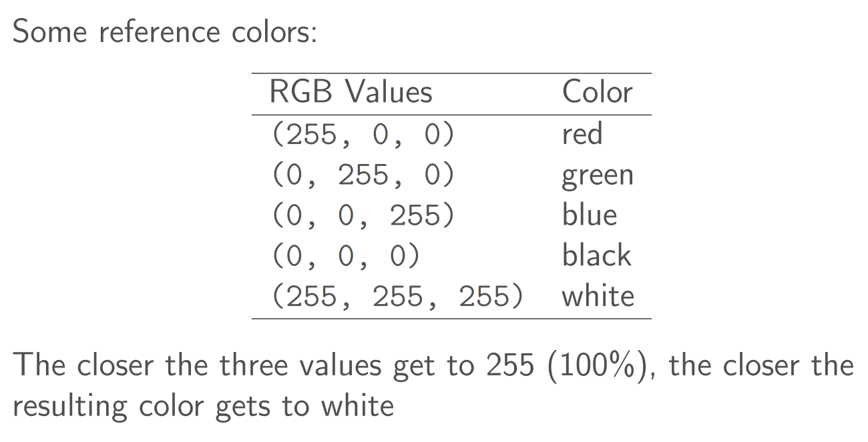 Some reference colors:
RGB Values Color
(255, 0, 0) red
(0, 255, 0) green
(0, 0, 255) blue
(0, 0, 0) black
(255, 255, 255) white
The closer the three values get to 255 (100%), the closer the
resulting color gets to white